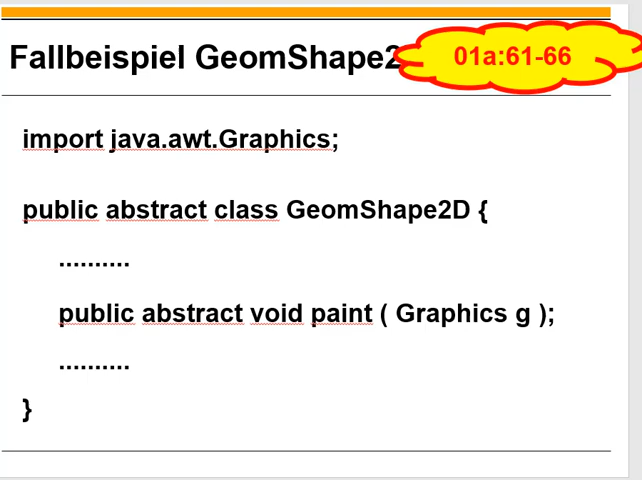 Fallbeispiel GeomShape2
01a:61-66
import java.awt.Graphics;
public abstract class GeomShape2D {
..........
public abstract void paint ( Graphics g );
..........
}